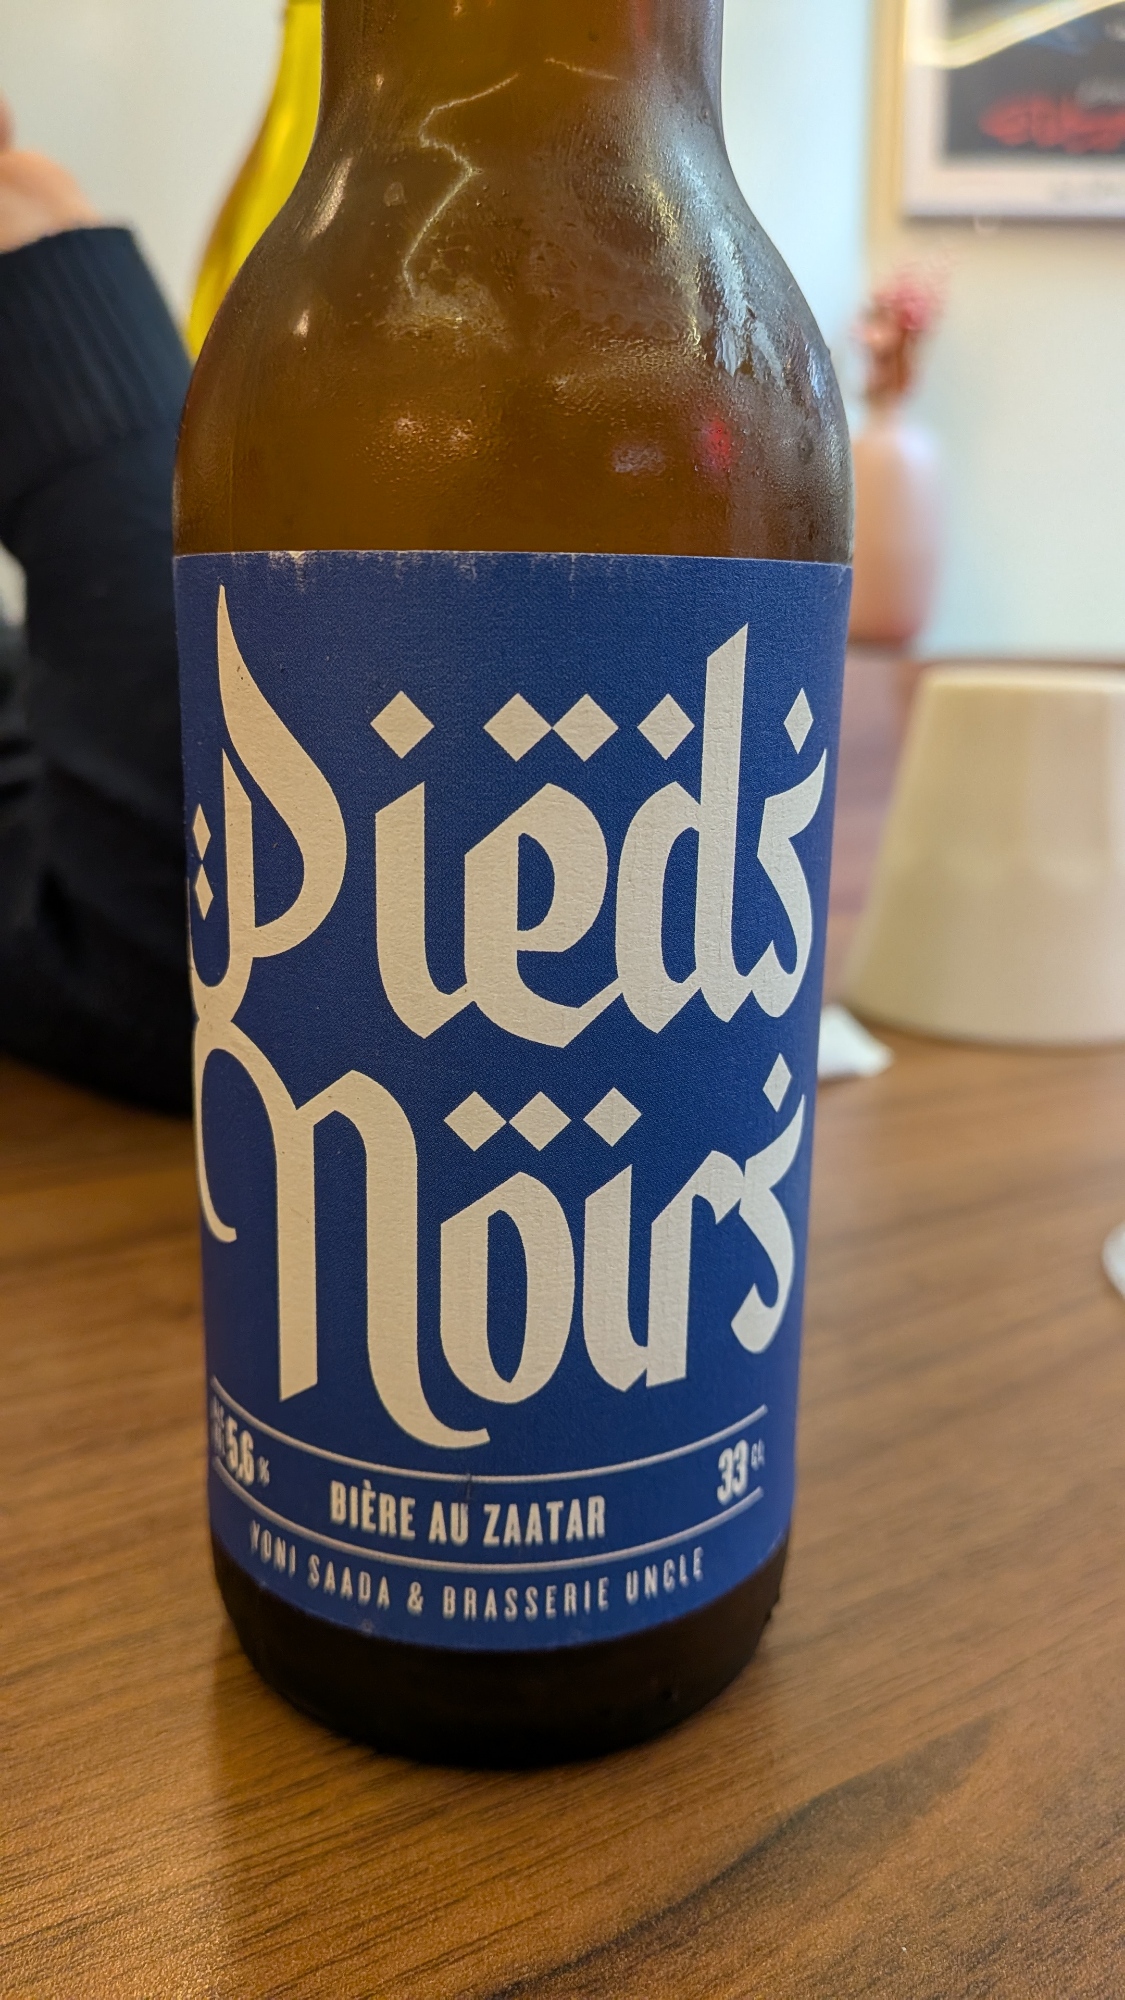 Pieds
Noirs
5,6 %
33 CL
BIÈRE AU ZAATAR
YONI SAADA & BRASSERIE UNCLE